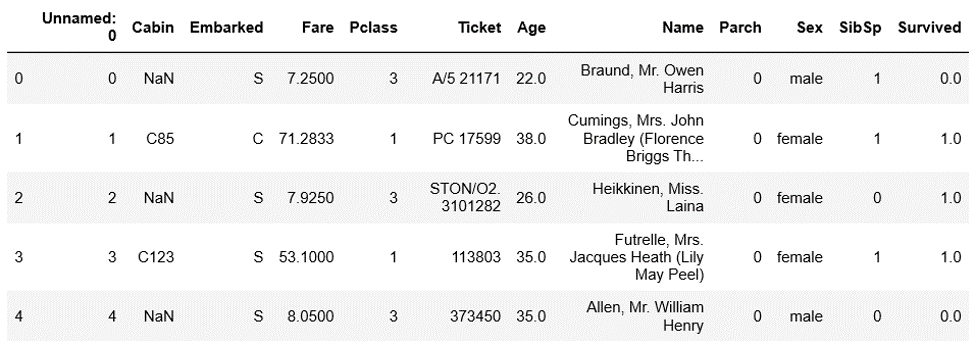 Unnamed: 0 Cabin Embarked Fare Pclass Ticket Age Name Parch Sex SibSp Survived
0 0 NaN S 7.2500 3 A/5 21171 22.0 Braund, Mr. Owen Harris 0 male 1 0.0
1 1 C85 C 71.2833 1 PC 17599 38.0 Cumings, Mrs. John Bradley (Florence Briggs Th... 0 female 1 1.0
2 2 NaN S 7.9250 3 STON/O2. 3101282 26.0 Heikkinen, Miss. Laina 0 female 0 1.0
3 3 C123 S 53.1000 1 113803 35.0 Futrelle, Mrs. Jacques Heath (Lily May Peel) 0 female 1 1.0
4 4 NaN S 8.0500 3 373450 35.0 Allen, Mr. William Henry 0 male 0 0.0